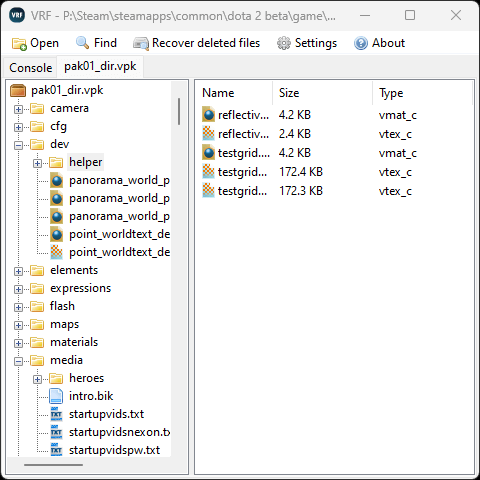 VRF VRF - P:\Steam\steamapps\common\dota 2 beta\game\...
Open Find Recover deleted files Settings About
Console pak01_dir.vpk
pak01_dir.vpk
camera
cfg
dev
helper
panorama_world_p
panorama_world_p
panorama_world_p
point_worldtext_de
point_worldtext_de
elements
expressions
flash
maps
materials
media
heroes
intro.bik
TXT startupvids.txt
TXT startupvidsnexon.tx
TXT startupvidspw.txt
Name Size Type
reflectiv... 4.2 KB vmat_c
reflectiv... 2.4 KB vtex_c
testgrid.... 4.2 KB vmat_c
testgrid... 172.4 KB vtex_c
testgrid... 172.3 KB vtex_c